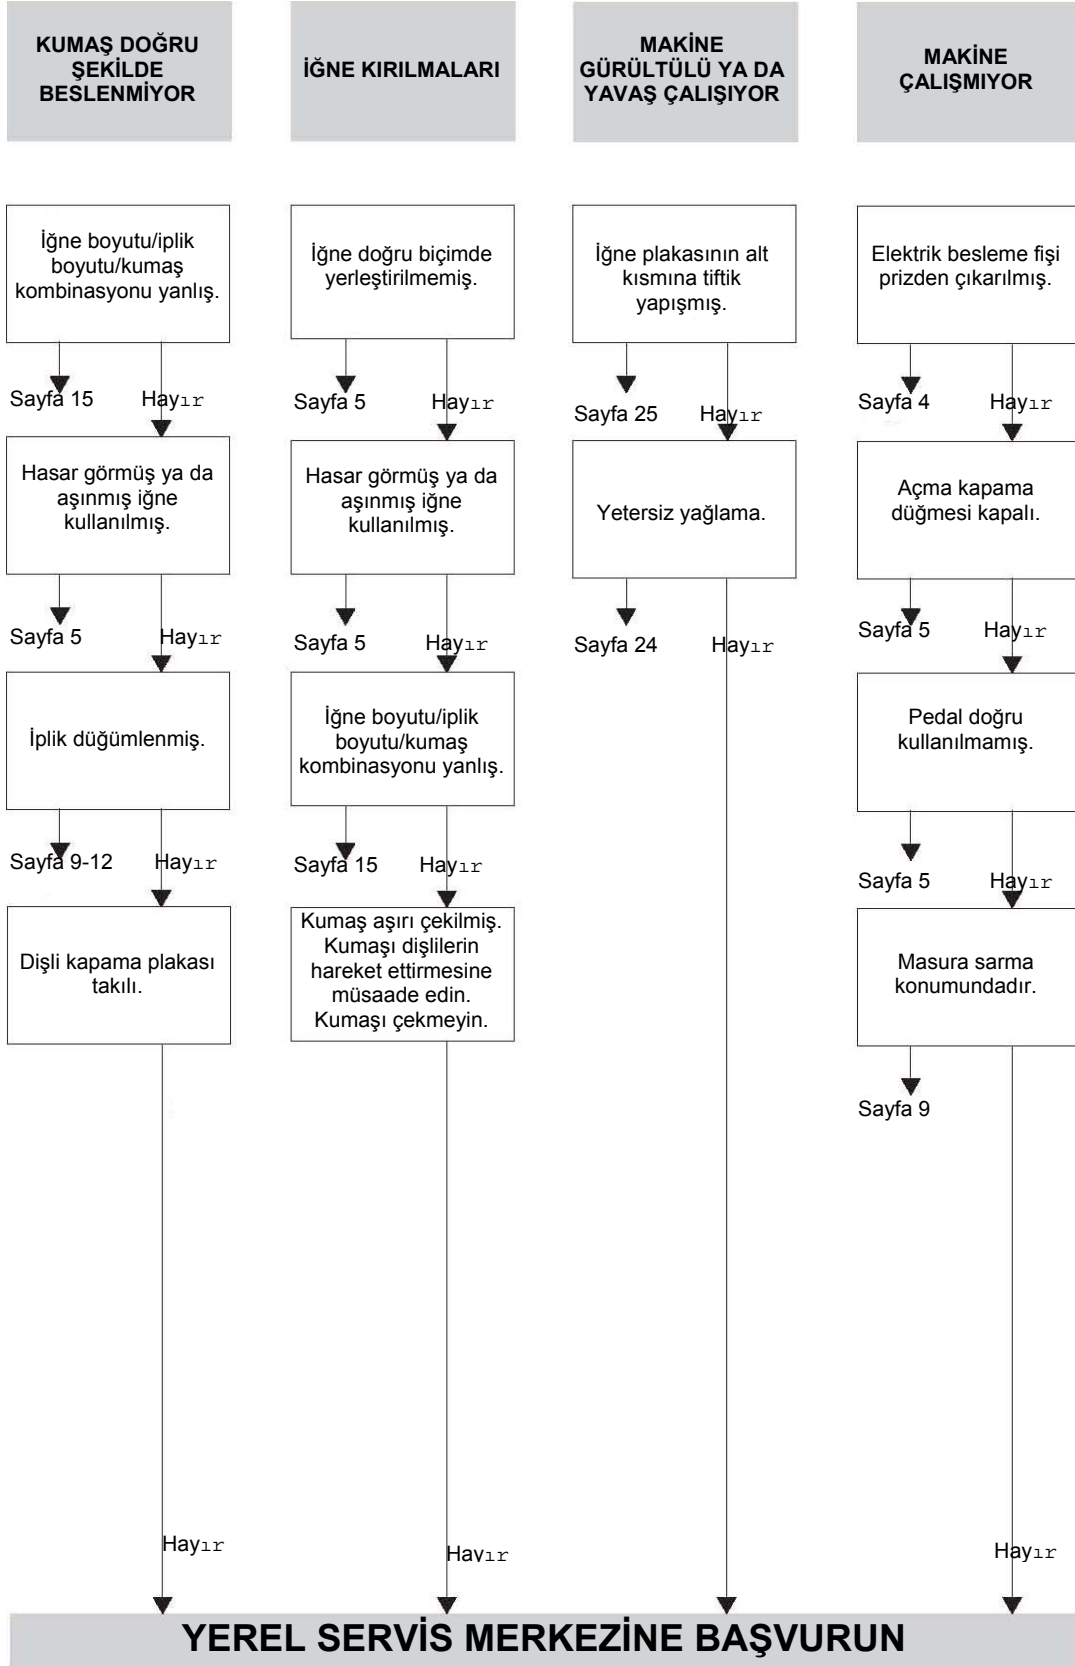 KUMAŞ DOĞRU
ŞEKİLDE
BESLENMİYOR
İğne boyutu/iplik
boyutu/kumaş
kombinasyonu yanlış.
Sayfa 15
Hayır
Hasar görmüş ya da
aşınmış iğne
kullanılmış.
Sayfa 5
Hayır
İplik düğümlenmiş.
Sayfa 9-12
Hayır
Dişli kapama plakası
takılı.
Hayır
İĞNE KIRILMALARI
İğne doğru biçimde
yerleştirilmemiş.
Sayfa 5
Hayır
Hasar görmüş ya da
aşınmış iğne
kullanılmış.
Sayfa 5
Hayır
İğne boyutu/iplik
boyutu/kumaş
kombinasyonu yanlış.
Sayfa 15
Hayır
Kumaş aşırı çekilmiş.
Kumaşı dişlilerin
hareket ettirmesine
müsaade edin.
Kumaşı çekmeyin.
Hayır
MAKİNE
GÜRÜLTÜLÜ YA DA
YAVAŞ ÇALIŞIYOR
İğne plakasının alt
kısmına tiftik
yapışmış.
Sayfa 25
Hayır
Yetersiz yağlama.
Sayfa 24
Hayır
MAKİNE
ÇALIŞMIYOR
Elektrik besleme fişi
prizden çıkarılmış.
Sayfa 4
Hayır
Açma kapama
düğmesi kapalı.
Sayfa 5
Hayır
Pedal doğru
kullanılmamış.
Sayfa 5
Hayır
Masura sarma
konumundadır.
Sayfa 9
Hayır
YEREL SERVİS MERKEZİNE BAŞVURUN